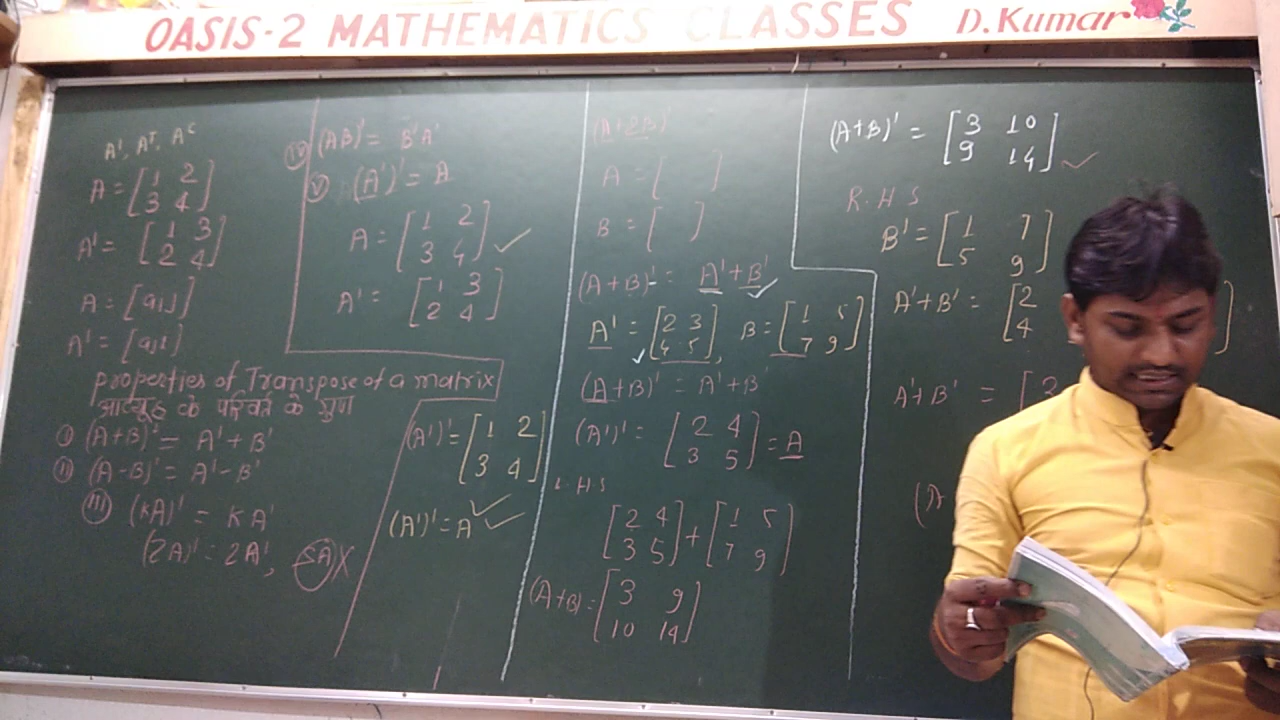 OASIS-2 MATHEMATICS CLASSES D.Kumar
A', Aᵀ, Aᶜ
A = [1 2
3 4]
A' = [1 3
2 4]
A = [aij]
A' = [aji]
properties of Transpose of a matrix
आव्यूह के परिवर्त के गुण
(i) (A+B)' = A'+B'
(ii) (A-B)' = A'-B'
(iii) (kA)' = KA'
(2A)' = 2A',
(iv) (AB)' = B'A'
(v) (A')' = A
A = [1 2
3 4] ✓
A' = [1 3
2 4]
(A')' = [1 2
3 4]
(A')' = A ✓
(A+2B)'
A = [ ]
B = [ ]
(A+B)' = A'+B' ✓
A' = [2 3
4 5], B = [1 5
7 9]
(A+B)' = A'+B'
(A')' = [2 4
3 5] = A
L.H.S
[2 4
3 5] + [1 5
7 9]
(A+B) = [3 9
10 14]
(A+B)' = [3 10
9 14] ✓
R.H.S
B' = [1 7
5 9]
A'+B' = [2
4 ]
A'+B' = [3
(A